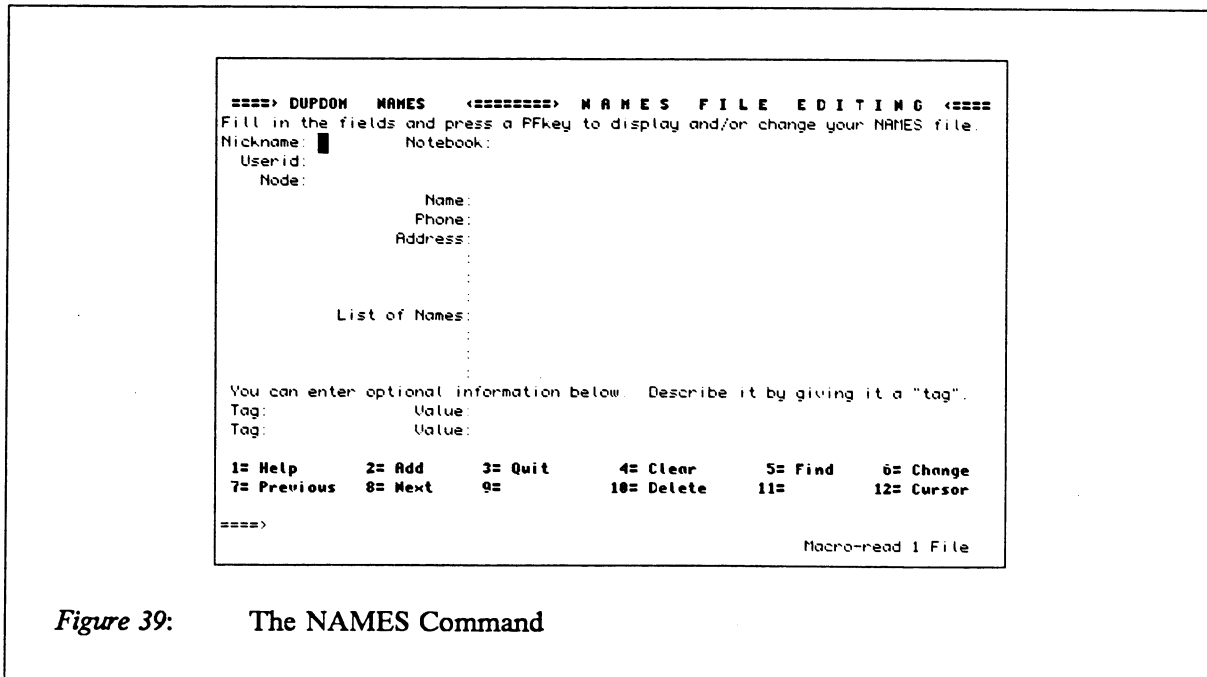 ====> DUPDOM NAMES <========> N A M E S F I L E E D I T I N G <====
Fill in the fields and press a PFkey to display and/or change your NAMES file.
Nickname: Notebook:
Userid:
Node:
Name:
Phone:
Address:
:
:
:
List of Names:
:
:
:
You can enter optional information below. Describe it by giving it a "tag".
Tag: Value:
Tag: Value:
1= Help 2= Add 3= Quit 4= Clear 5= Find 6= Change
7= Previous 8= Next 9= 10= Delete 11= 12= Cursor
====>
Macro-read 1 File
Figure 39: The NAMES Command